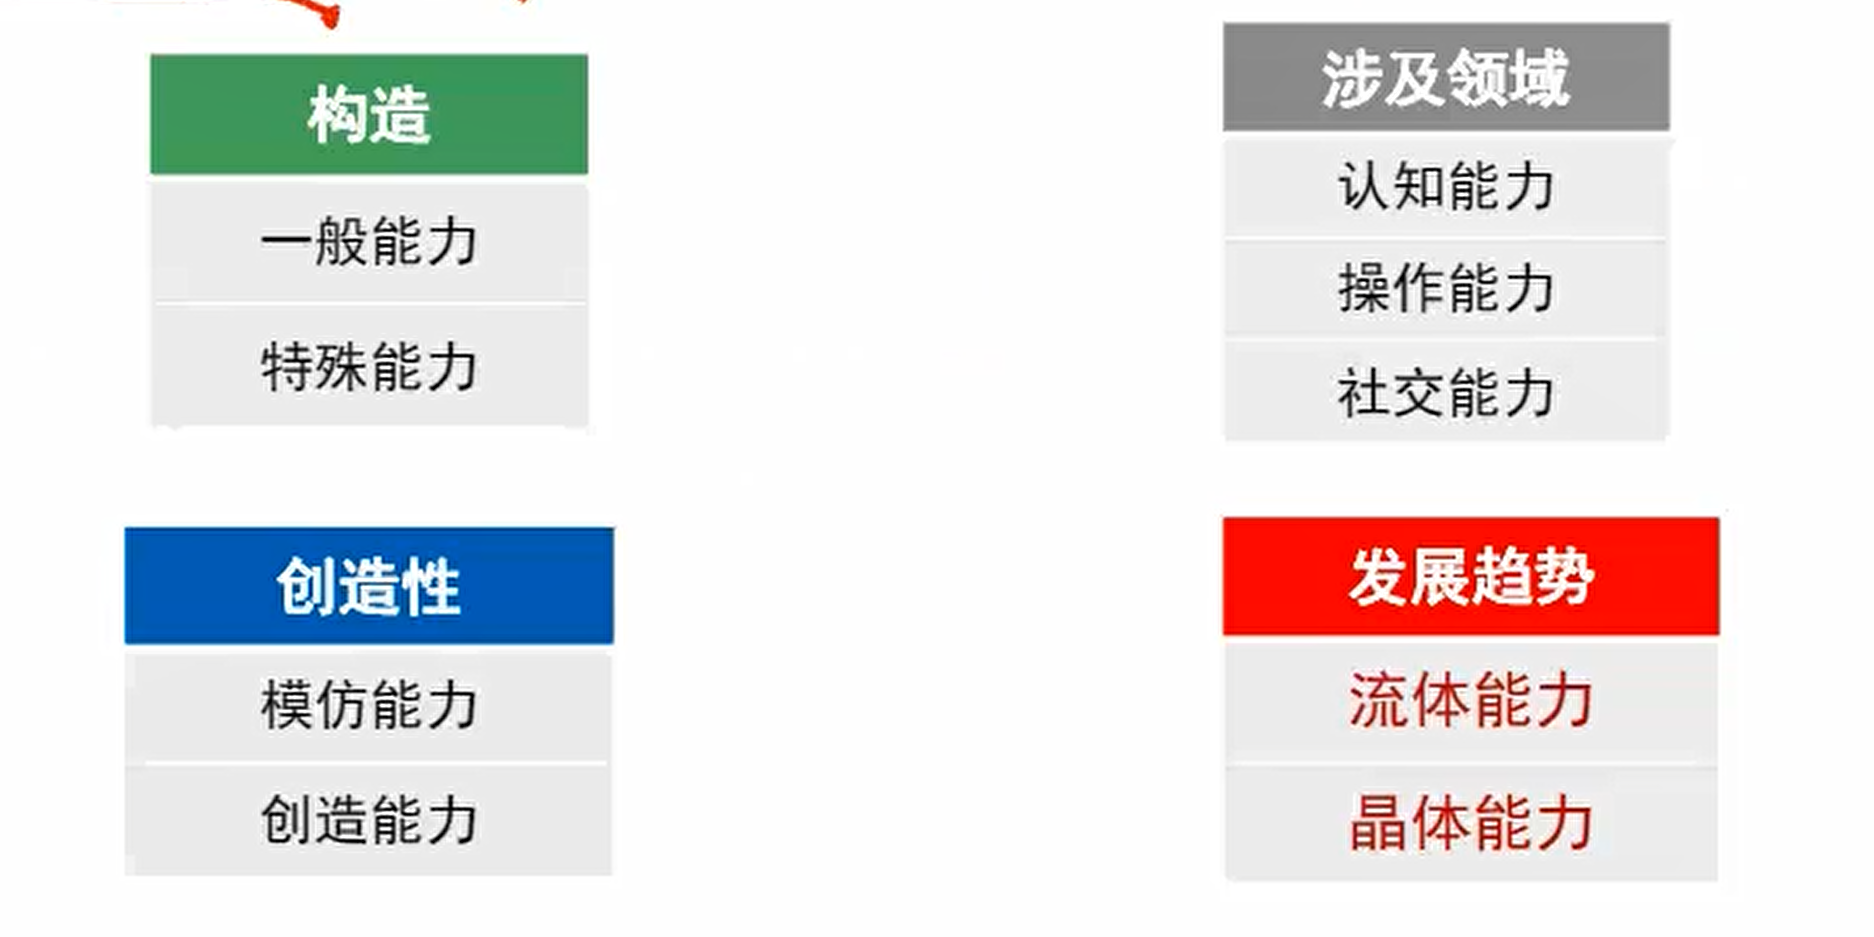 构造
一般能力
特殊能力
涉及领域
认知能力
操作能力
社交能力
创造性
模仿能力
创造能力
发展趋势
流体能力
晶体能力